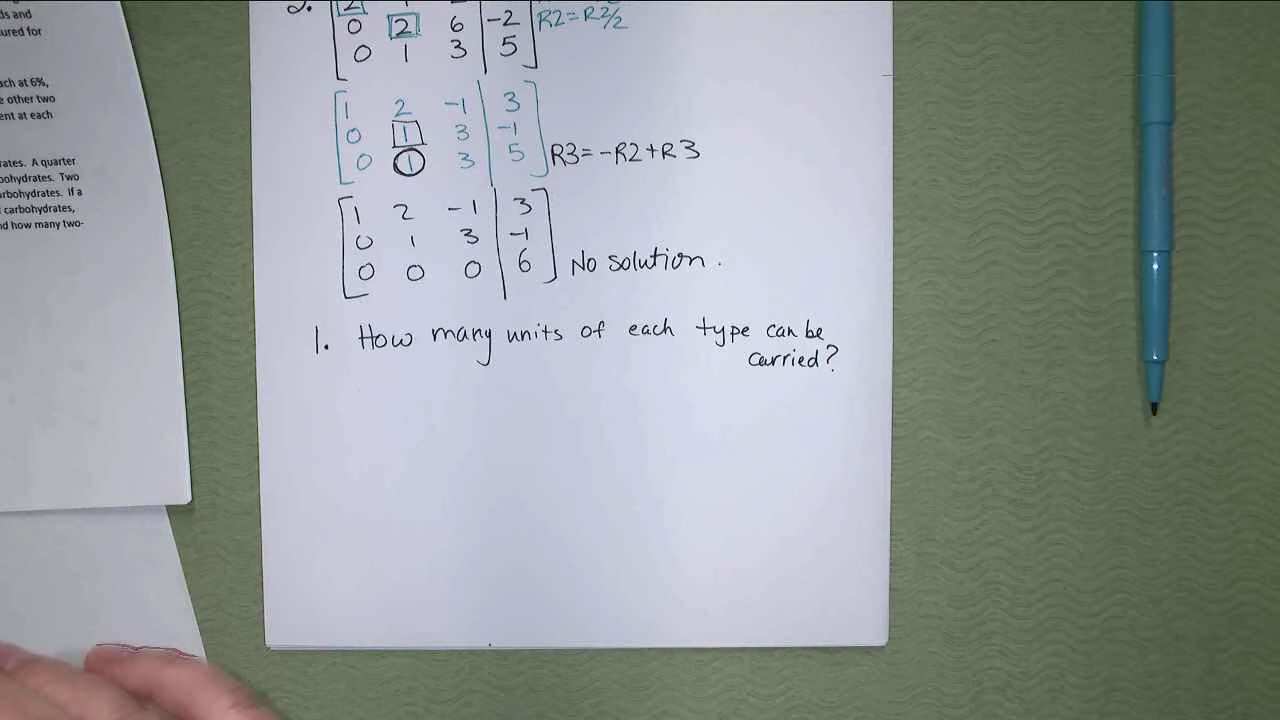 ds and
ured for
ach at 6%,
e other two
ent at each
rates. A quarter
bohydrates. Two
arbohydrates. If a
carbohydrates,
nd how many two-
2.
0 2 6 -2 R2=R2/2
0 1 3 5
1 2 -1 3
0 1 3 -1
0 1 3 5 R3=-R2+R3
1 2 -1 3
0 1 3 -1
0 0 0 6 No solution.
1. How many units of each type can be
carried?